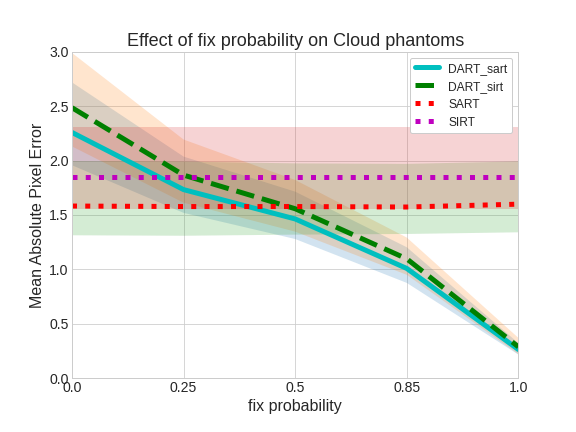 Effect of fix probability on Cloud phantoms
Mean Absolute Pixel Error
3.0
2.5
2.0
1.5
1.0
0.5
0.0
0.0 0.25 0.5 0.85 1.0
fix probability
DART_sart
DART_sirt
SART
SIRT